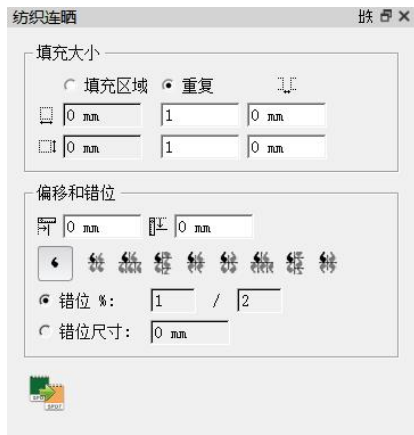 纺织连晒
填充大小
填充区域 重复
0 mm 1 0 mm
0 mm 1 0 mm
偏移和错位
0 mm 0 mm
错位 %: 1 / 2
错位尺寸: 0 mm
SPOT